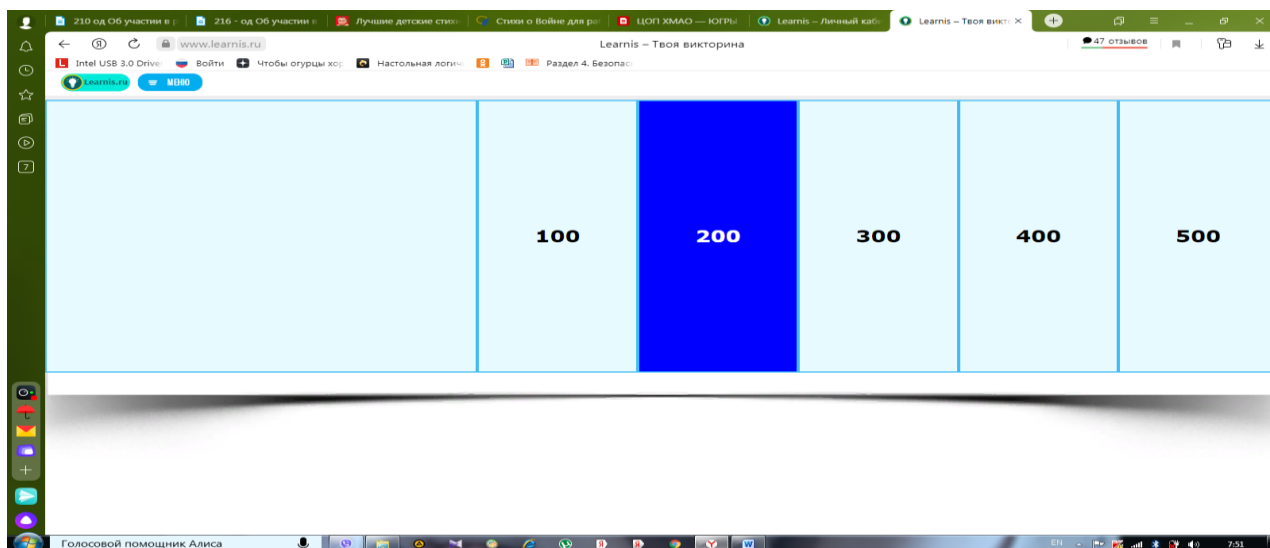 210 од Об участии в р
216 - од Об участии в
Лучшие детские стихо
Стихи о Войне для ре
ЦОП ХМАО — ЮГРЫ
Learnis – Личный каб
Learnis – Твоя викт
www.learnis.ru
Learnis – Твоя викторина
47 отзывов
Intel USB 3.0 Drive
Войти
Чтобы огурцы хор
Настольная логич
Раздел 4. Безопас
Learnis.ru
МЕНЮ
7
100 200 300 400 500
Голосовой помощник Алиса
EN
7:51